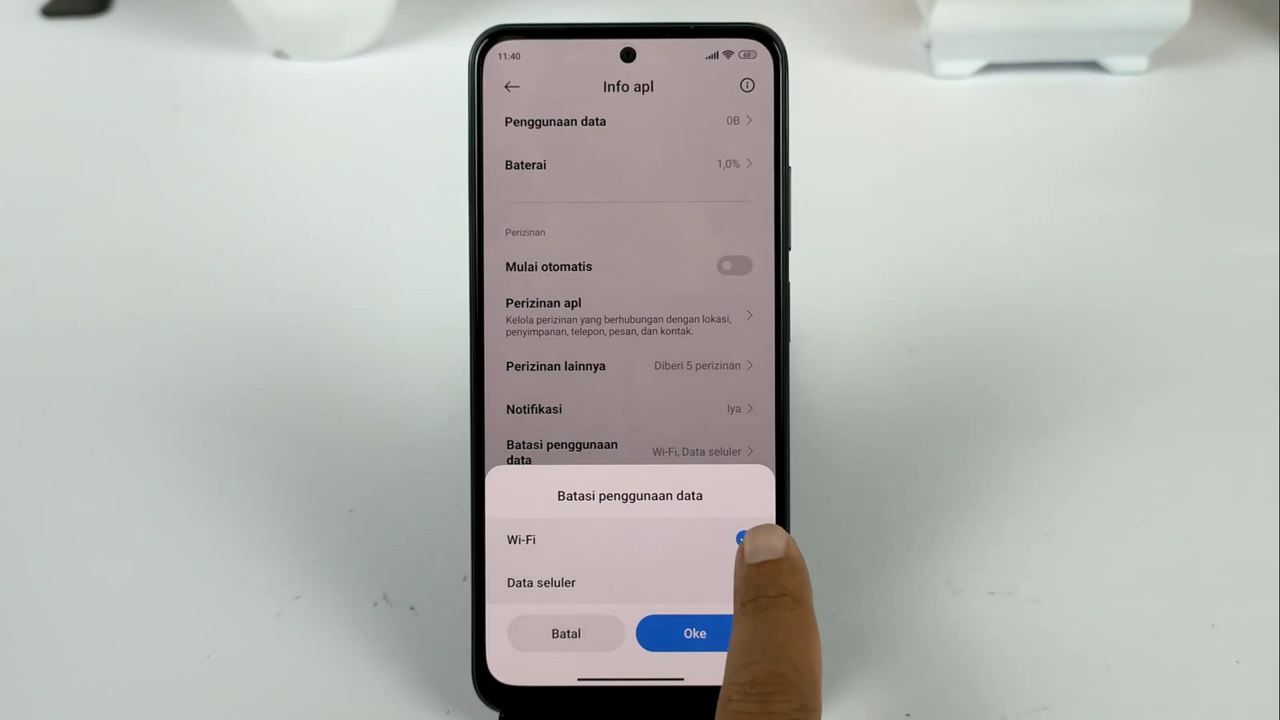 11:40
63
Info apl
Penggunaan data 0B
Baterai 1,0%
Perizinan
Mulai otomatis
Perizinan apl
Kelola perizinan yang berhubungan dengan lokasi,
penyimpanan, telepon, pesan, dan kontak.
Perizinan lainnya Diberi 5 perizinan
Notifikasi Iya
Batasi penggunaan
data Wi-Fi, Data seluler
Batasi penggunaan data
Wi-Fi
Data seluler
Batal Oke